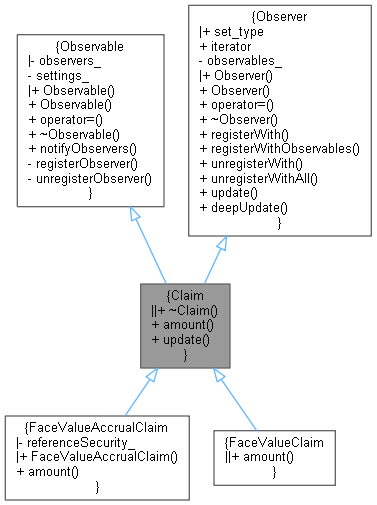 {Observable
|- observers_
- settings_
|+ Observable()
+ Observable()
+ operator=()
+ ~Observable()
+ notifyObservers()
- registerObserver()
- unregisterObserver()
}
{Observer
|+ set_type
+ iterator
- observables_
|+ Observer()
+ Observer()
+ operator=()
+ ~Observer()
+ registerWith()
+ registerWithObservables()
+ unregisterWith()
+ unregisterWithAll()
+ update()
+ deepUpdate()
}
{Claim
||+ ~Claim()
+ amount()
+ update()
}
{FaceValueAccrualClaim
|- referenceSecurity_
|+ FaceValueAccrualClaim()
+ amount()
}
{FaceValueClaim
||+ amount()
}